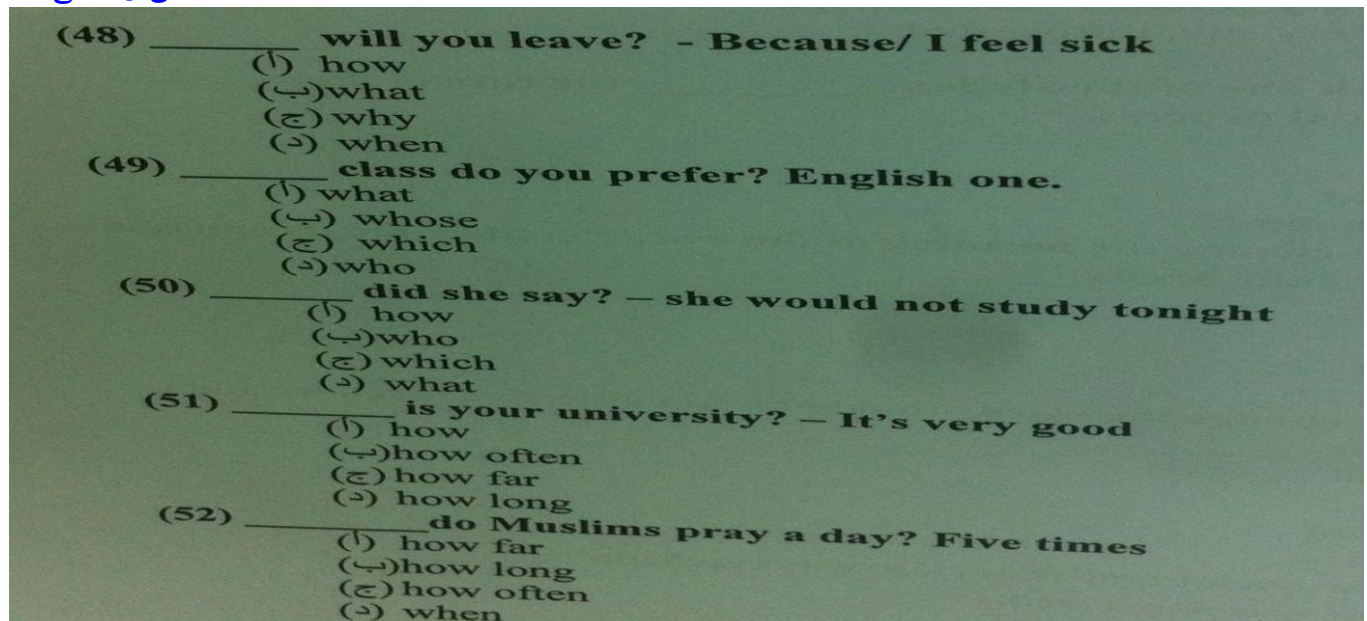 (48) ________ will you leave? - Because/ I feel sick
(أ) how
(ب)what
(ج) why
(د) when
(49) ________ class do you prefer? English one.
(أ) what
(ب) whose
(ج) which
(د)who
(50) ________ did she say? – she would not study tonight
(أ) how
(ب)who
(ج) which
(د) what
(51) ________ is your university? – It's very good
(أ) how
(ب)how often
(ج) how far
(د) how long
(52) ________do Muslims pray a day? Five times
(أ) how far
(ب)how long
(ج) how often
(د) when